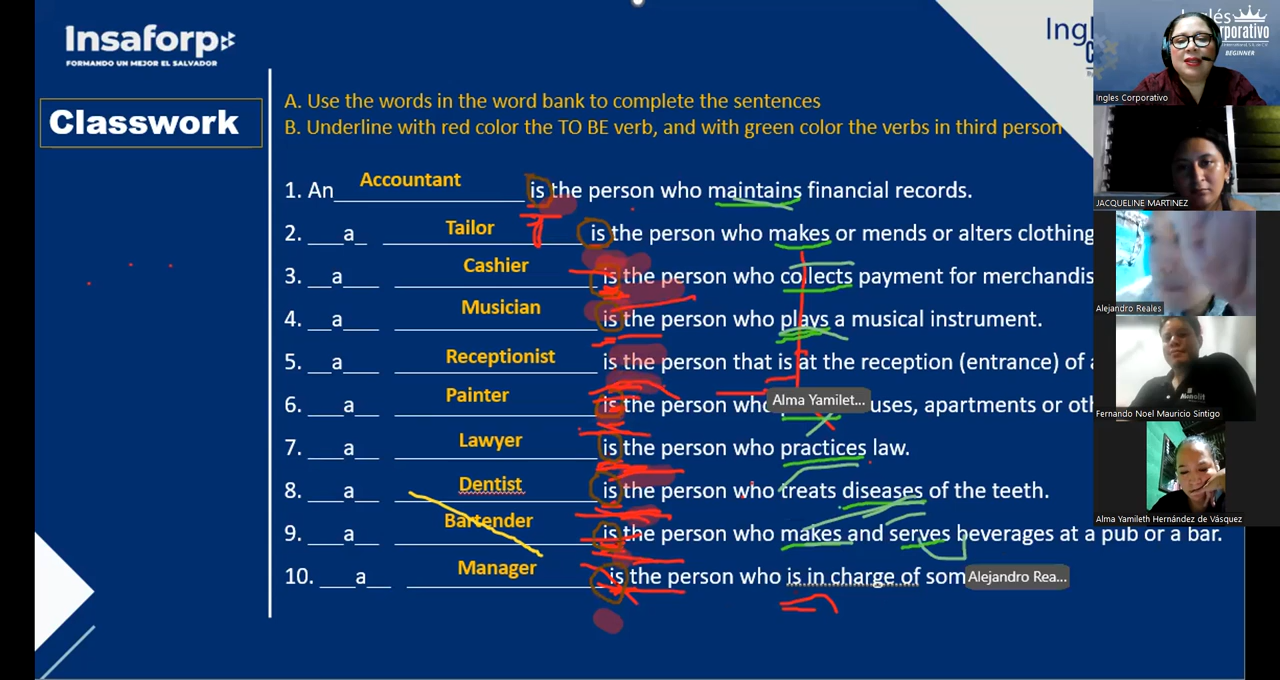 Insaforp
FORMANDO UN MEJOR EL SALVADOR
Classwork
A. Use the words in the word bank to complete the sentences
B. Underline with red color the TO BE verb, and with green color the verbs in third person
1. An Accountant is the person who maintains financial records.
2. a Tailor is the person who makes or mends or alters clothing
3. a Cashier is the person who collects payment for merchandis
4. a Musician is the person who plays a musical instrument.
5. a Receptionist is the person that is at the reception (entrance) of
6. a Painter is the person who uses, apartments or
7. a Lawyer is the person who practices law.
8. a Dentist is the person who treats diseases of the teeth.
9. a Bartender is the person who makes and serves beverages at a pub or a bar.
10. a Manager is the person who is in charge of som
Alma Yamilet...
Alejandro Rea...
Ingl
glés
rporativo
BEGINNER
Ingles Corporativo
JACQUELINE MARTINEZ
Alejandro Reales
Fernando Noel Mauricio Sintigo
Alma Yamileth Hernández de Vásquez